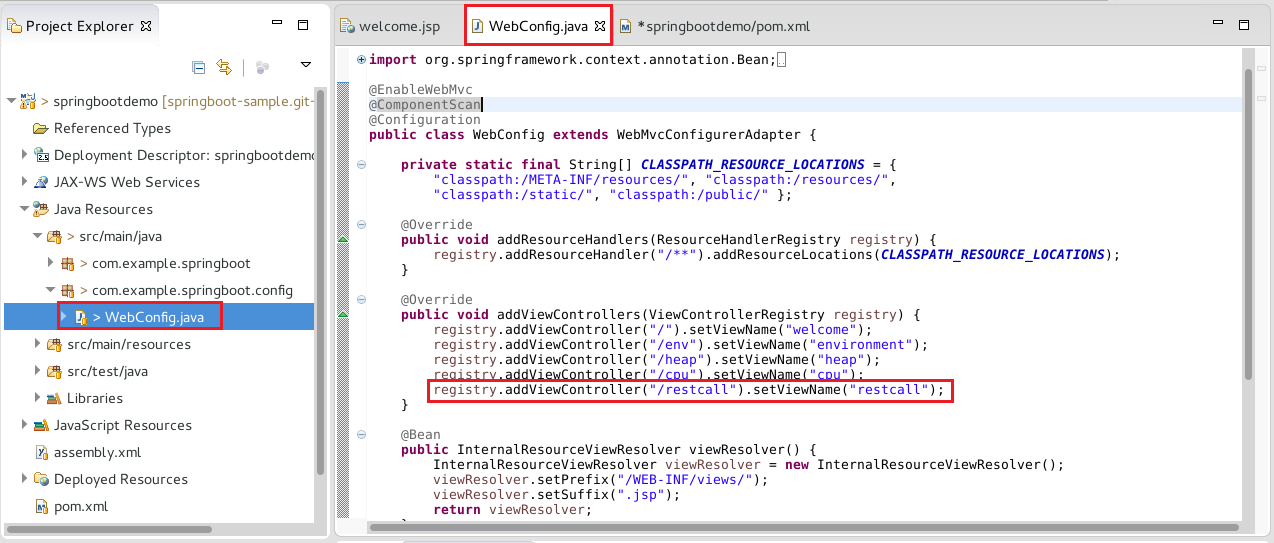 Project Explorer
> springbootdemo [springboot-sample.git-
Referenced Types
Deployment Descriptor: springbootdemo
JAX-WS Web Services
Java Resources
> src/main/java
> com.example.springboot
> com.example.springboot.config
> WebConfig.java
src/main/resources
src/test/java
Libraries
JavaScript Resources
assembly.xml
Deployed Resources
pom.xml
welcome.jsp
WebConfig.java
*springbootdemo/pom.xml
import org.springframework.context.annotation.Bean;
@EnableWebMvc
@ComponentScan
@Configuration
public class WebConfig extends WebMvcConfigurerAdapter {
private static final String[] CLASSPATH_RESOURCE_LOCATIONS = {
"classpath:/META-INF/resources/", "classpath:/resources/",
"classpath:/static/", "classpath:/public/" };
@Override
public void addResourceHandlers(ResourceHandlerRegistry registry) {
registry.addResourceHandler("/**").addResourceLocations(CLASSPATH_RESOURCE_LOCATIONS);
}
@Override
public void addViewControllers(ViewControllerRegistry registry) {
registry.addViewController("/").setViewName("welcome");
registry.addViewController("/env").setViewName("environment");
registry.addViewController("/heap").setViewName("heap");
registry.addViewController("/cpu").setViewName("cpu");
registry.addViewController("/restcall").setViewName("restcall");
}
@Bean
public InternalResourceViewResolver viewResolver() {
InternalResourceViewResolver viewResolver = new InternalResourceViewResolver();
viewResolver.setPrefix("/WEB-INF/views/");
viewResolver.setSuffix(".jsp");
return viewResolver;